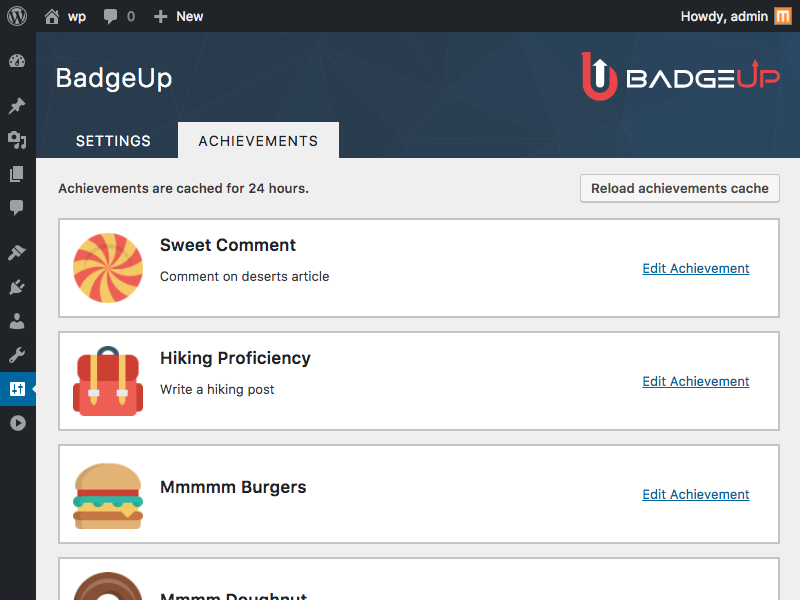 wp 0 New Howdy, admin
BadgeUp
BADGEUP
SETTINGS ACHIEVEMENTS
Achievements are cached for 24 hours. Reload achievements cache
Sweet Comment
Comment on deserts article
Edit Achievement
Hiking Proficiency
Write a hiking post
Edit Achievement
Mmmmm Burgers
Edit Achievement
Mmmm Doughnut